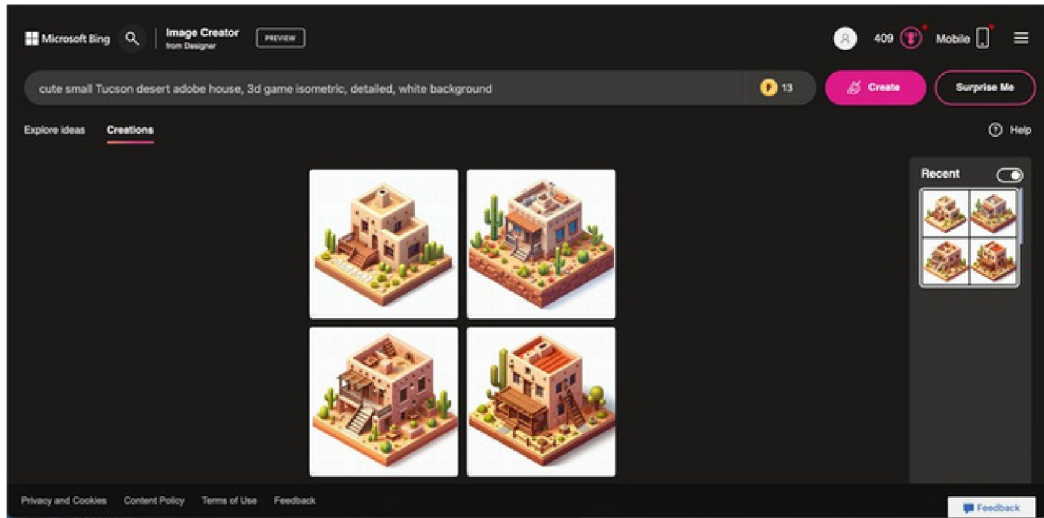 Microsoft Bing
Image Creator
from Designer
PREVIEW
409
Mobile
cute small Tucson desert adobe house, 3d game isometric, detailed, white background
13
Create
Surprise Me
Explore ideas
Creations
Help
Recent
Privacy and Cookies
Content Policy
Terms of Use
Feedback
Feedback